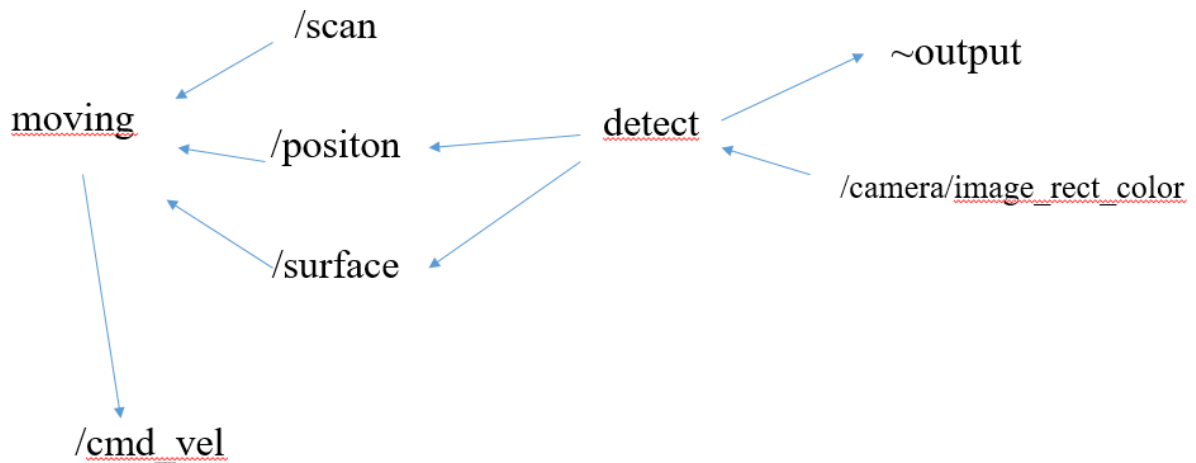 /scan
~output
moving
/positon
detect
/camera/image_rect_color
/surface
/cmd_vel